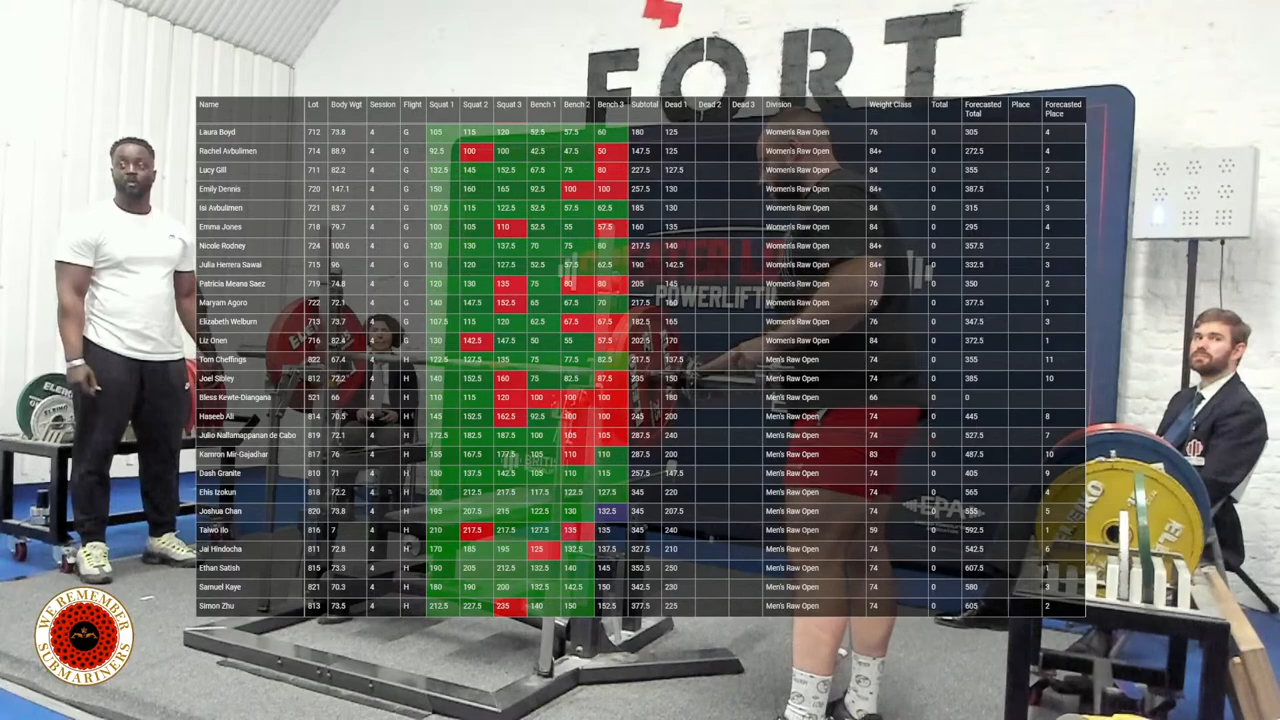 FORT
Name Lot Body Wgt Session Flight Squat 1 Squat 2 Squat 3 Bench 1 Bench 2 Bench 3 Subtotal Dead 1 Dead 2 Dead 3 Division Weight Class Total Forecasted Total Place Forecasted Place
Laura Boyd 712 73.8 4 G 105 115 120 52.5 57.5 60 180 125 Women's Raw Open 76 0 305 4
Rachel Avbulimen 714 88.9 4 G 92.5 100 100 42.5 47.5 50 147.5 125 Women's Raw Open 84+ 0 272.5 4
Lucy Gill 711 82.2 4 G 132.5 145 152.5 67.5 75 80 227.5 127.5 Women's Raw Open 84 0 355 2
Emily Dennis 720 147.1 4 G 150 160 165 92.5 100 100 257.5 130 Women's Raw Open 84+ 0 387.5 1
Isi Avbulimen 721 83.7 4 G 107.5 115 122.5 52.5 57.5 62.5 185 130 Women's Raw Open 84 0 315 3
Emma Jones 718 79.7 4 G 100 105 110 52.5 55 57.5 160 135 Women's Raw Open 84 0 295 4
Nicole Rodney 724 100.6 4 G 120 130 137.5 70 75 80 217.5 140 Women's Raw Open 84+ 0 357.5 2
Julia Herrera Sawai 715 96 4 G 110 120 127.5 52.5 57.5 62.5 190 142.5 Women's Raw Open 84+ 0 332.5 3
Patricia Meana Saez 719 74.8 4 G 120 130 135 75 80 80 205 145 Women's Raw Open 76 0 350 2
Maryam Agoro 722 72.1 4 G 140 147.5 152.5 65 67.5 70 217.5 160 Women's Raw Open 76 0 377.5 1
Elizabeth Welburn 713 73.7 4 G 107.5 115 120 62.5 67.5 67.5 182.5 165 Women's Raw Open 76 0 347.5 3
Liz Onen 716 82.4 4 G 130 142.5 147.5 50 55 57.5 202.5 170 Women's Raw Open 84 0 372.5 1
Tom Cheffings 822 67.4 4 H 122.5 127.5 135 75 77.5 82.5 217.5 137.5 Men's Raw Open 74 0 355 11
Joel Sibley 812 72.2 4 H 140 152.5 160 75 82.5 87.5 235 150 Men's Raw Open 74 0 385 10
Bless Kewte-Diangana 521 66 4 H 110 115 120 100 100 100 180 Men's Raw Open 66 0 0
Haseeb Ali 814 70.5 4 H 145 152.5 162.5 92.5 100 100 245 200 Men's Raw Open 74 0 445 8
Julio Nallamappanan de Cabo 819 72.1 4 H 172.5 182.5 187.5 100 105 105 287.5 240 Men's Raw Open 74 0 527.5 7
Kamron Mir-Gajadhar 817 76 4 H 155 167.5 177.5 105 110 110 287.5 200 Men's Raw Open 83 0 487.5 10
Dash Granite 810 71 4 H 130 137.5 142.5 105 110 115 257.5 147.5 Men's Raw Open 74 0 405 9
Ehis Izokun 818 72.2 4 H 200 212.5 217.5 117.5 122.5 127.5 345 220 Men's Raw Open 74 0 565 4
Joshua Chan 820 73.8 4 H 195 207.5 215 122.5 130 132.5 345 207.5 Men's Raw Open 74 0 555 5
Taiwo Ilo 816 7 4 H 210 217.5 217.5 127.5 135 135 345 240 Men's Raw Open 59 0 592.5 1
Jai Hindocha 811 72.8 4 H 170 185 195 125 132.5 137.5 327.5 210 Men's Raw Open 74 0 542.5 6
Ethan Satish 815 73.3 4 H 190 205 212.5 132.5 140 145 352.5 250 Men's Raw Open 74 0 607.5 1
Samuel Kaye 821 70.3 4 H 180 190 200 132.5 142.5 150 342.5 230 Men's Raw Open 74 0 580 3
Simon Zhu 813 73.5 4 H 212.5 227.5 235 140 150 152.5 377.5 225 Men's Raw Open 74 0 605 2
POWERLIFT
EPA
ELEIKO
WE REMEMBER
SUBMARINERS